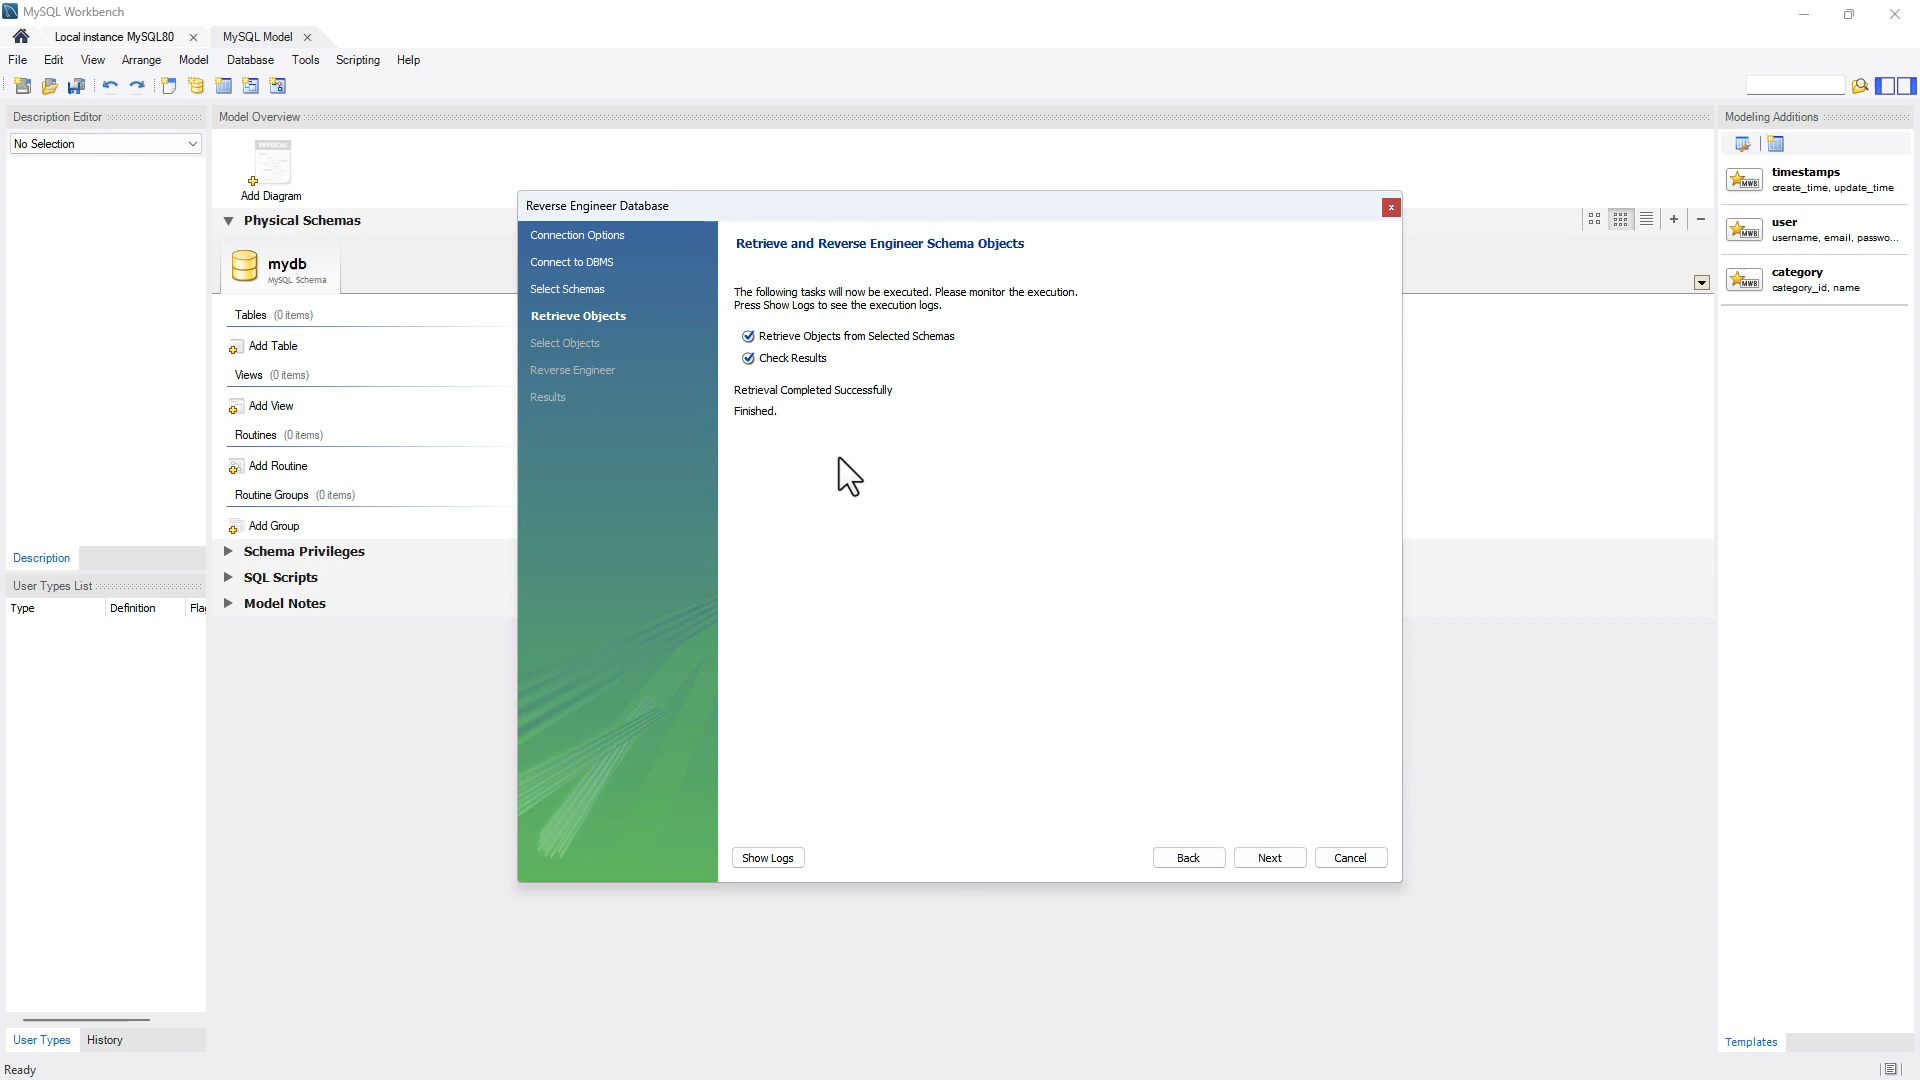 MySQL Workbench
Local instance MySQL80
MySQL Model
File Edit View Arrange Model Database Tools Scripting Help
Description Editor
No Selection
Description
User Types List
Type Definition Flag
User Types History
Ready
Model Overview
PHYSICAL
Add Diagram
Physical Schemas
mydb
MySQL Schema
Tables (0 items)
Add Table
Views (0 items)
Add View
Routines (0 items)
Add Routine
Routine Groups (0 items)
Add Group
Schema Privileges
SQL Scripts
Model Notes
Reverse Engineer Database
Connection Options
Connect to DBMS
Select Schemas
Retrieve Objects
Select Objects
Reverse Engineer
Results
Retrieve and Reverse Engineer Schema Objects
The following tasks will now be executed. Please monitor the execution.
Press Show Logs to see the execution logs.
Retrieve Objects from Selected Schemas
Check Results
Retrieval Completed Successfully
Finished.
Show Logs Back Next Cancel
Modeling Additions
MWB
timestamps
create_time, update_time
MWB
user
username, email, passwo...
MWB
category
category_id, name
Templates